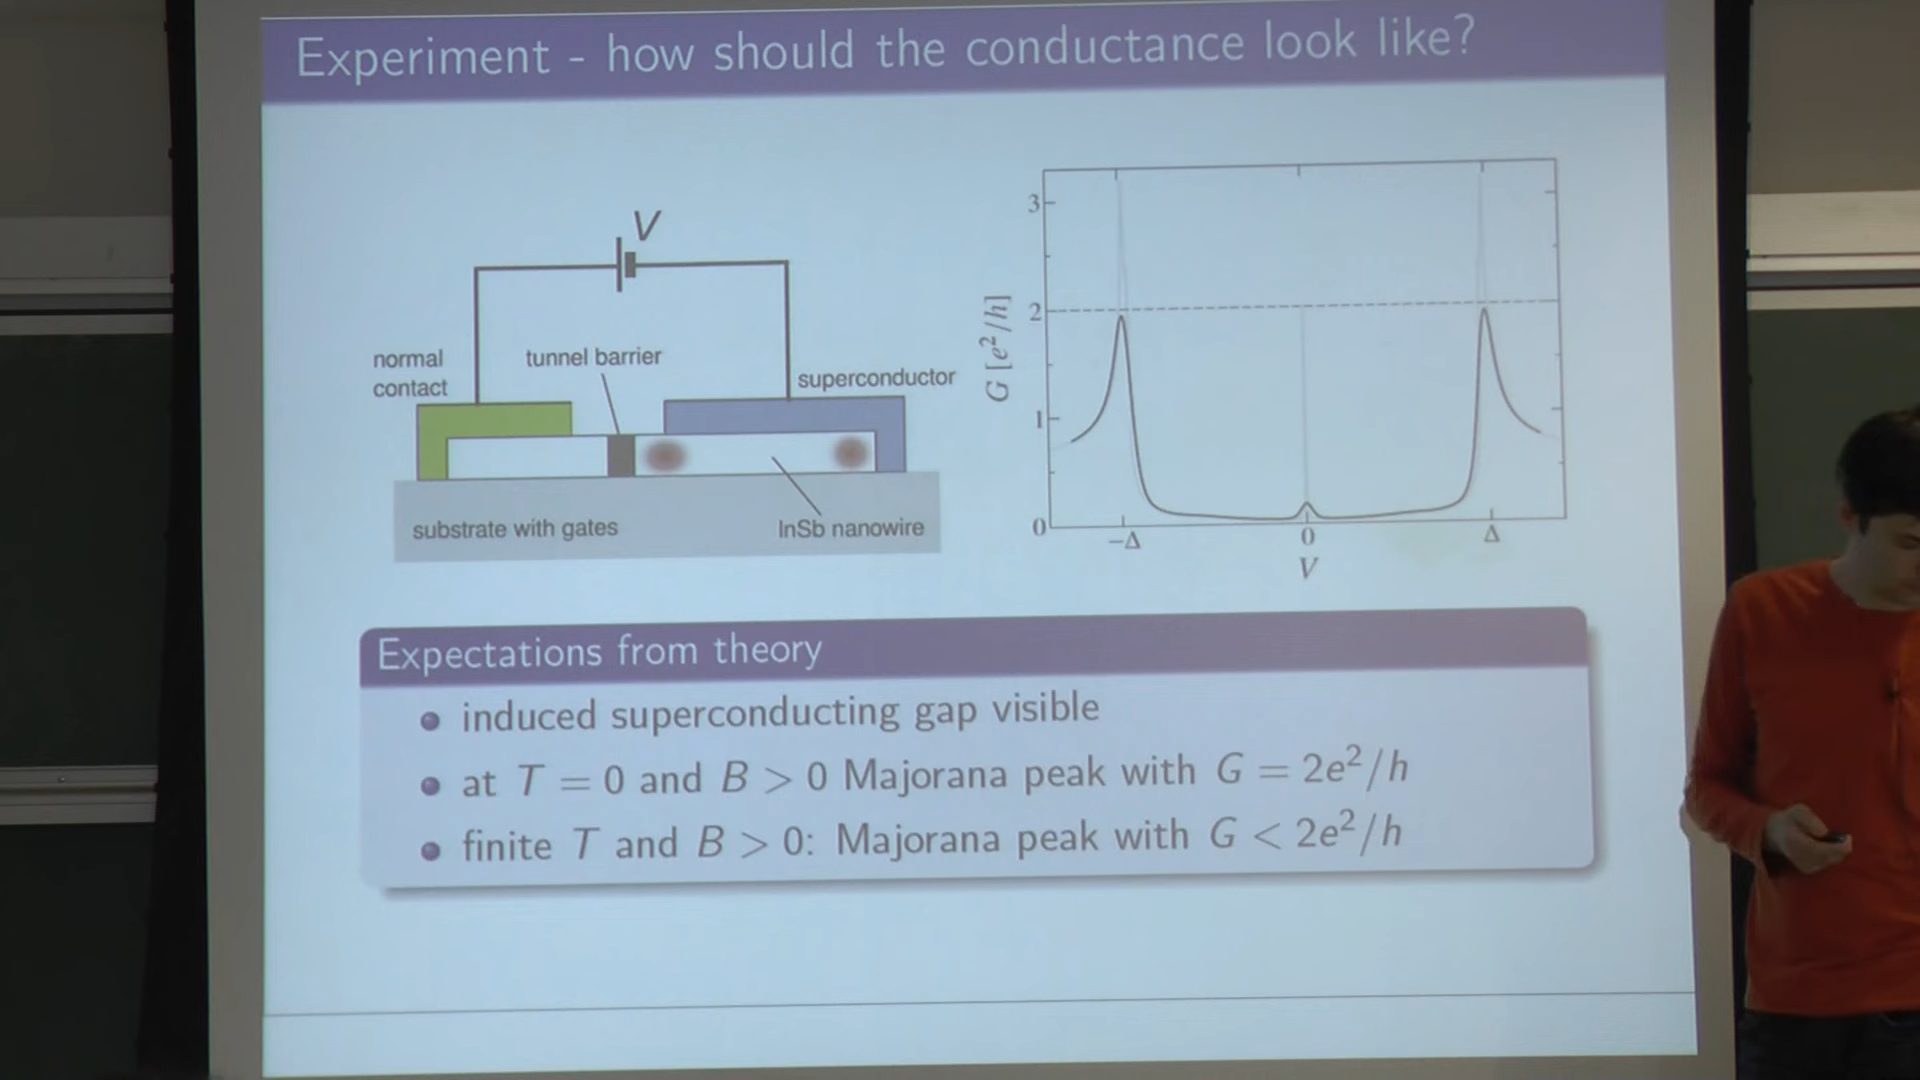 Experiment - how should the conductance look like?
V
normal
contact
tunnel barrier
superconductor
substrate with gates
InSb nanowire
3
2
1
0
G [e²/h]
−Δ
0
Δ
V
Expectations from theory
induced superconducting gap visible
at T = 0 and B > 0 Majorana peak with G = 2e²/h
finite T and B > 0: Majorana peak with G < 2e²/h